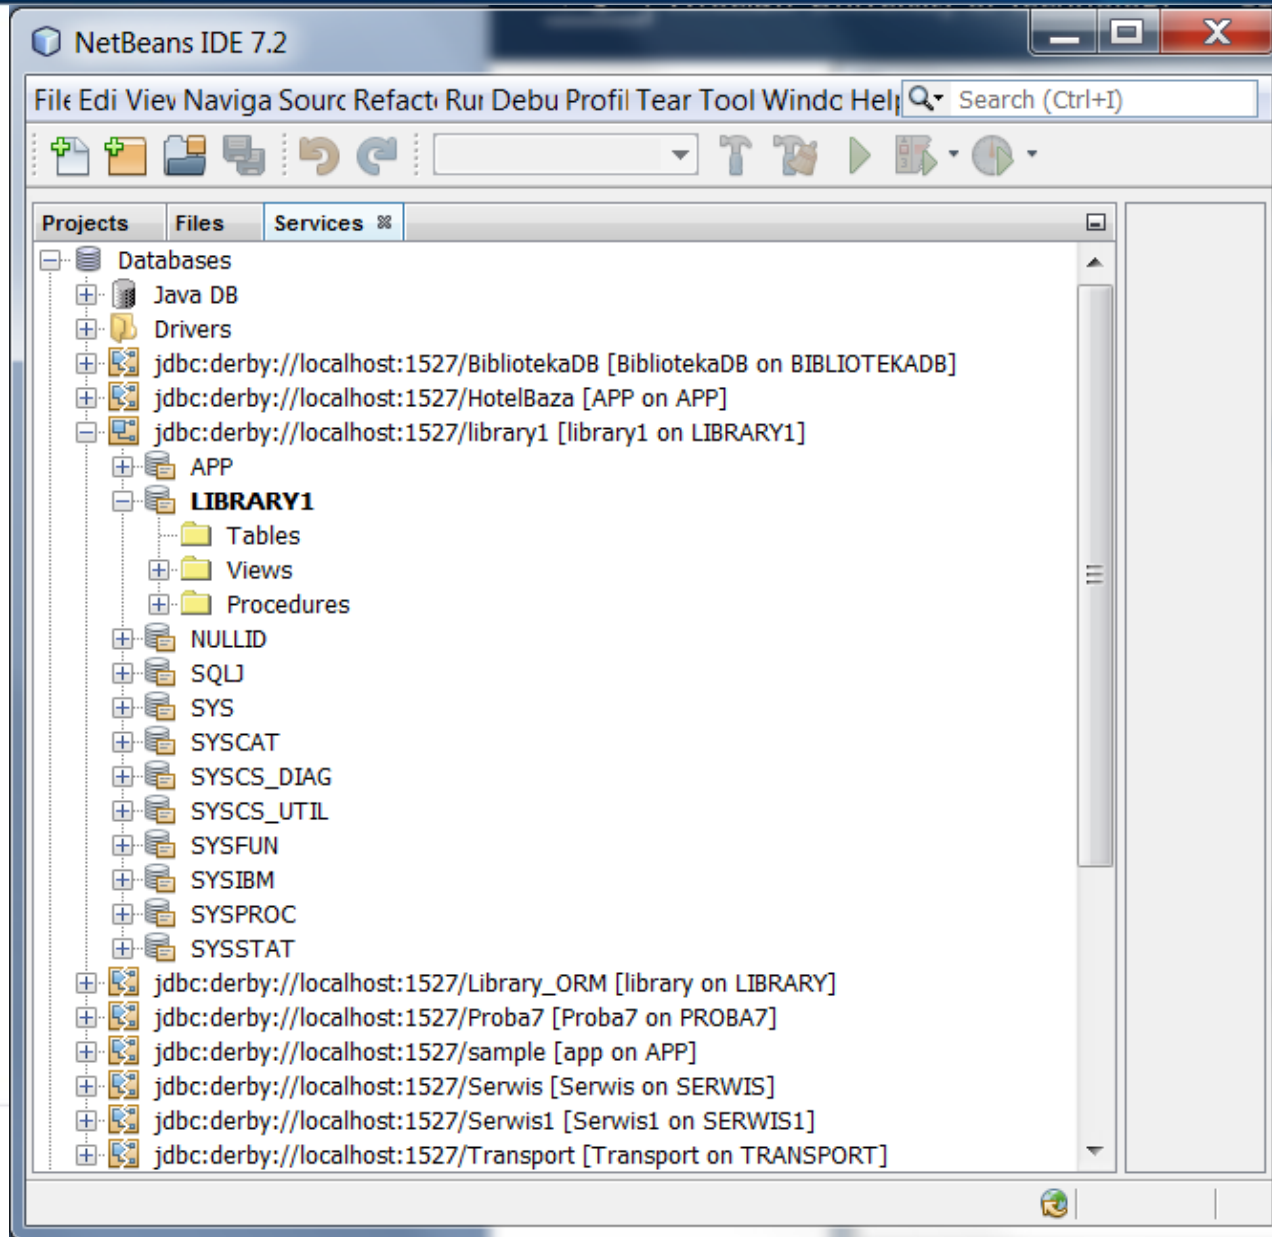 NetBeans IDE 7.2
File Edi View Naviga Sourc Refact Run Debu Profil Tear Tool Windo Help Search (Ctrl+I)
Projects Files Services
Databases
Java DB
Drivers
jdbc:derby://localhost:1527/BibliotekaDB [BibliotekaDB on BIBLIOTEKADB]
jdbc:derby://localhost:1527/HotelBaza [APP on APP]
jdbc:derby://localhost:1527/library1 [library1 on LIBRARY1]
APP
LIBRARY1
Tables
Views
Procedures
NULLID
SQLJ
SYS
SYSCAT
SYSCS_DIAG
SYSCS_UTIL
SYSFUN
SYSIBM
SYSPROC
SYSSTAT
jdbc:derby://localhost:1527/Library_ORM [library on LIBRARY]
jdbc:derby://localhost:1527/Proba7 [Proba7 on PROBA7]
jdbc:derby://localhost:1527/sample [app on APP]
jdbc:derby://localhost:1527/Serwis [Serwis on SERWIS]
jdbc:derby://localhost:1527/Serwis1 [Serwis1 on SERWIS1]
jdbc:derby://localhost:1527/Transport [Transport on TRANSPORT]